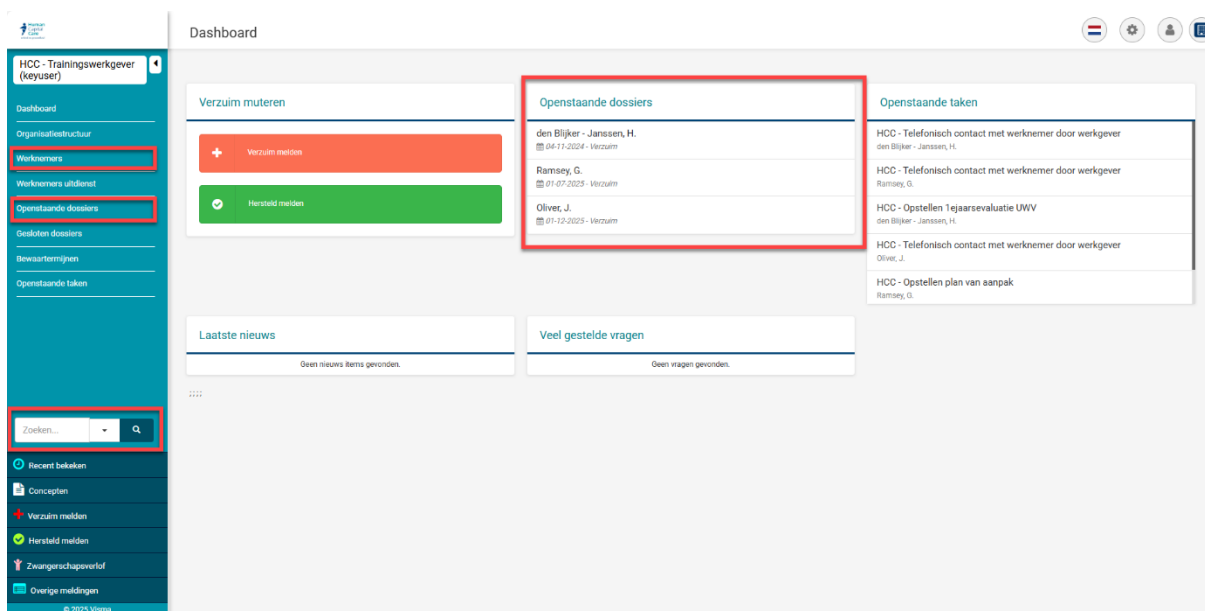 Human
Capital
Care
Dashboard
HCC - Trainingswerkgever
(keyuser)
Dashboard
Organisatiestructuur
Werknemers
Werknemers uitdienst
Openstaande dossiers
Gesloten dossiers
Bewaartermijnen
Openstaande taken
Zoeken...
Recent bekeken
Concepten
Verzuim melden
Hersteld melden
Zwangerschapsverlof
Overige meldingen
© 2025 Visma
Verzuim muteren
Verzuim melden
Hersteld melden
Openstaande dossiers
den Blijker - Janssen, H.
04-11-2024 - Verzuim
Ramsey, G.
01-07-2025 - Verzuim
Oliver, J.
01-12-2025 - Verzuim
Openstaande taken
HCC - Telefonisch contact met werknemer door werkgever
den Blijker - Janssen, H.
HCC - Telefonisch contact met werknemer door werkgever
Ramsey, G.
HCC - Opstellen 1ejaarsevaluatie UWV
den Blijker - Janssen, H.
HCC - Telefonisch contact met werknemer door werkgever
Oliver, J.
HCC - Opstellen plan van aanpak
Ramsey, G.
Laatste nieuws
Geen nieuws items gevonden.
Veel gestelde vragen
Geen vragen gevonden.
;;;;